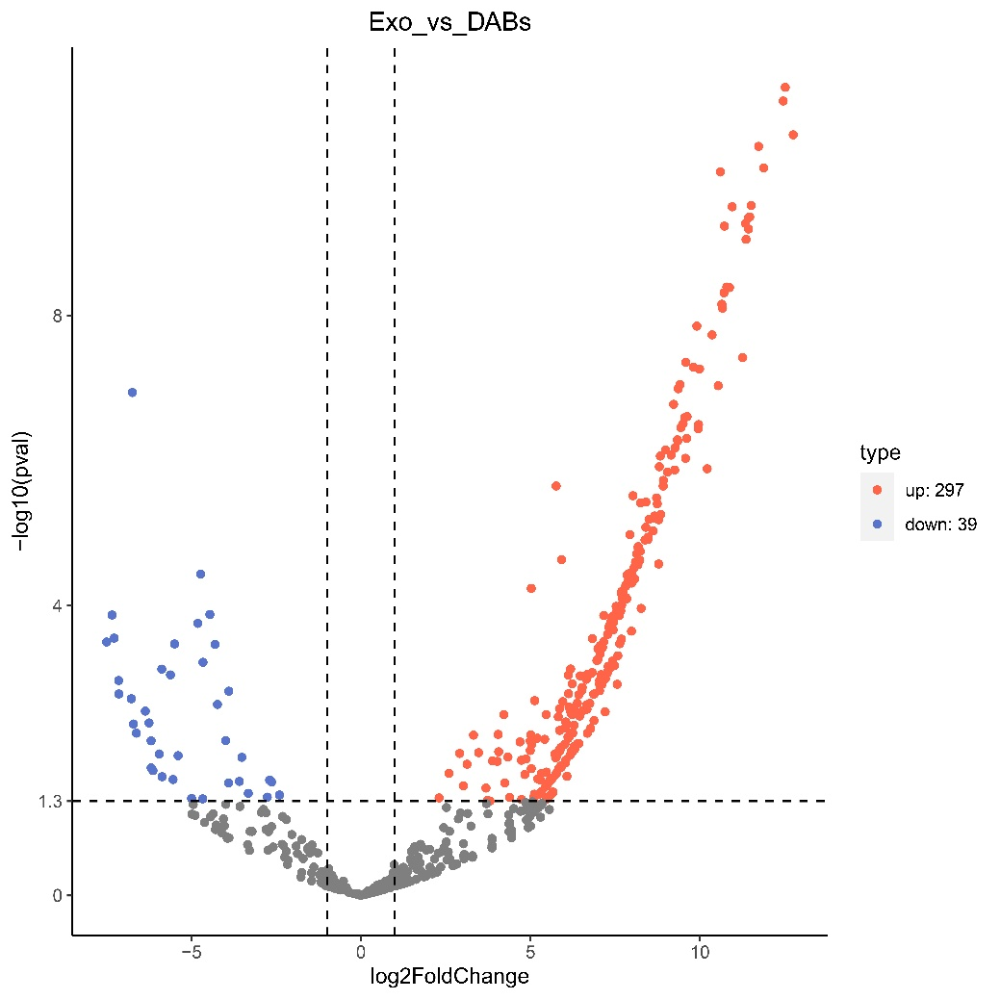 Exo_vs_DABs
−log10(pval)
8
4
1.3
0
−5
0
5
10
log2FoldChange
type
up: 297
down: 39